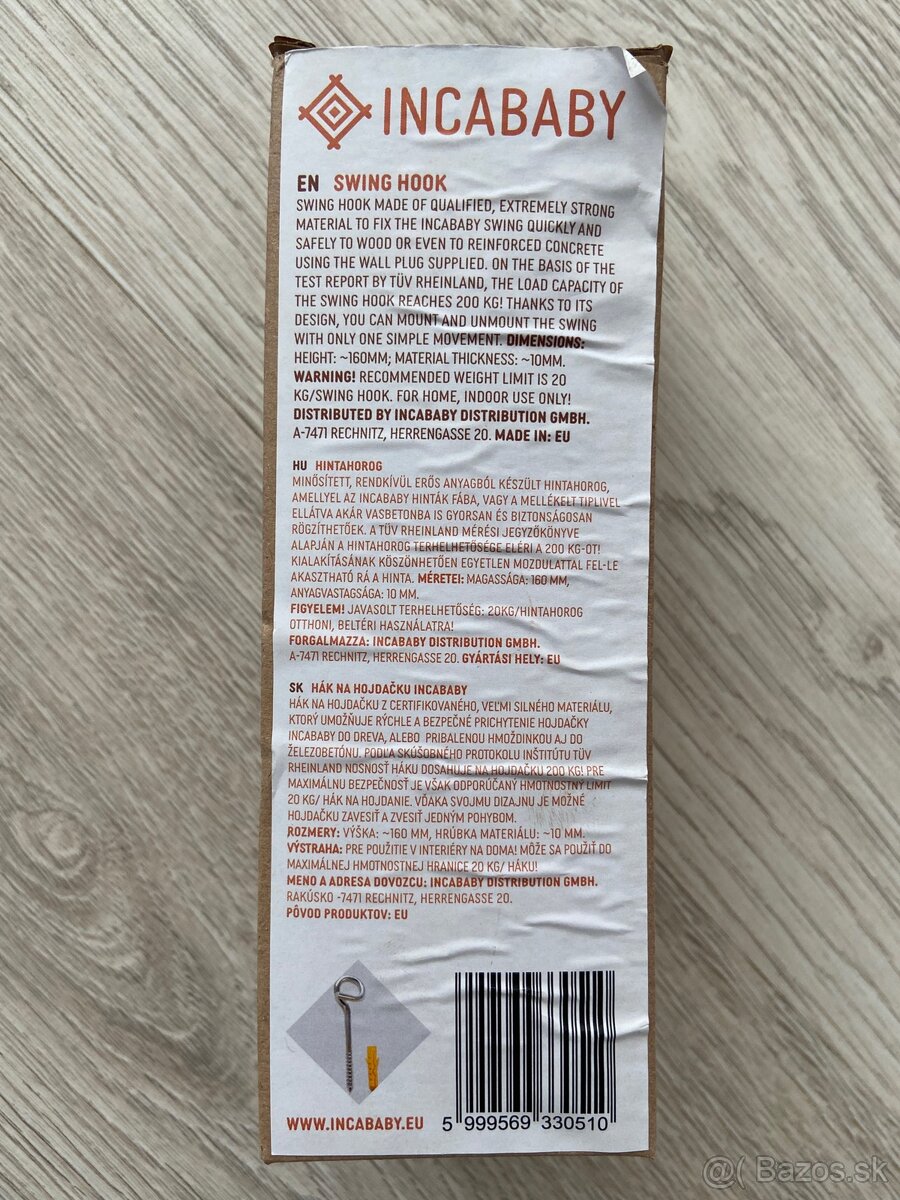 INCABABY
EN SWING HOOK
SWING HOOK MADE OF QUALIFIED, EXTREMELY STRONG
MATERIAL TO FIX THE INCABABY SWING QUICKLY AND
SAFELY TO WOOD OR EVEN TO REINFORCED CONCRETE
USING THE WALL PLUG SUPPLIED. ON THE BASIS OF THE
TEST REPORT BY TÜV RHEINLAND, THE LOAD CAPACITY OF
THE SWING HOOK REACHES 200 KG! THANKS TO ITS
DESIGN, YOU CAN MOUNT AND UNMOUNT THE SWING
WITH ONLY ONE SIMPLE MOVEMENT. DIMENSIONS:
HEIGHT: ~160MM; MATERIAL THICKNESS: ~10MM.
WARNING! RECOMMENDED WEIGHT LIMIT IS 20
KG/SWING HOOK. FOR HOME, INDOOR USE ONLY!
DISTRIBUTED BY INCABABY DISTRIBUTION GMBH.
A-7471 RECHNITZ, HERRENGASSE 20. MADE IN: EU
HU HINTAHOROG
MINŐSÍTETT, RENDKÍVÜL ERŐS ANYAGBÓL KÉSZÜLT HINTAHOROG,
AMELLYEL AZ INCABABY HINTÁK FÁBA, VAGY A MELLÉKELT TIPLIVEL
ELLÁTVA AKÁR VASBETONBA IS GYORSAN ÉS BIZTONSÁGOSAN
RÖGZÍTHETŐEK. A TÜV RHEINLAND MÉRÉSI JEGYZŐKÖNYVE
ALAPJÁN A HINTAHOROG TERHELHETŐSÉGE ELÉRI A 200 KG-OT!
KIALAKÍTÁSÁNAK KÖSZÖNHETŐEN EGYETLEN MOZDULATTAL FEL-LE
AKASZTHATÓ RÁ A HINTA. MÉRETEI: MAGASSÁGA: 160 MM,
ANYAGVASTAGSÁGA: 10 MM.
FIGYELEM! JAVASOLT TERHELHETŐSÉG: 20KG/HINTAHOROG
OTTHONI, BELTÉRI HASZNÁLATRA!
FORGALMAZZA: INCABABY DISTRIBUTION GMBH.
A-7471 RECHNITZ, HERRENGASSE 20. GYÁRTÁSI HELY: EU
SK HÁK NA HOJDAČKU INCABABY
HÁK NA HOJDAČKU Z CERTIFIKOVANÉHO, VEĽMI SILNÉHO MATERIÁLU,
KTORÝ UMOŽŇUJE RÝCHLE A BEZPEČNÉ PRICHYTENIE HOJDAČKY
INCABABY DO DREVA, ALEBO PRIBALENOU HMOŽDINKOU AJ DO
ŽELEZOBETÓNU. PODĽA SKÚŠOBNÉHO PROTOKOLU INŠTITÚTU TÜV
RHEINLAND NOSNOSŤ HÁKU DOSAHUJE NA HOJDAČKU 200 KG! PRE
MAXIMÁLNU BEZPEČNOSŤ JE VŠAK ODPORÚČANÝ HMOTNOSTNÝ LIMIT
20 KG/ HÁK NA HOJDANIE. VĎAKA SVOJMU DIZAJNU JE MOŽNÉ
HOJDAČKU ZAVESIŤ A ZVESIŤ JEDNÝM POHYBOM.
ROZMERY: VÝŠKA: ~160 MM, HRÚBKA MATERIÁLU: ~10 MM.
VÝSTRAHA: PRE POUŽITIE V INTERIÉRY NA DOMA! MÔŽE SA POUŽIŤ DO
MAXIMÁLNEJ HMOTNOSTNEJ HRANICE 20 KG/ HÁKU!
MENO A ADRESA DOVOZCU: INCABABY DISTRIBUTION GMBH.
RAKÚSKO -7471 RECHNITZ, HERRENGASSE 20.
PÔVOD PRODUKTOV: EU
WWW.INCABABY.EU
5 999569 330510
@( Bazos.sk